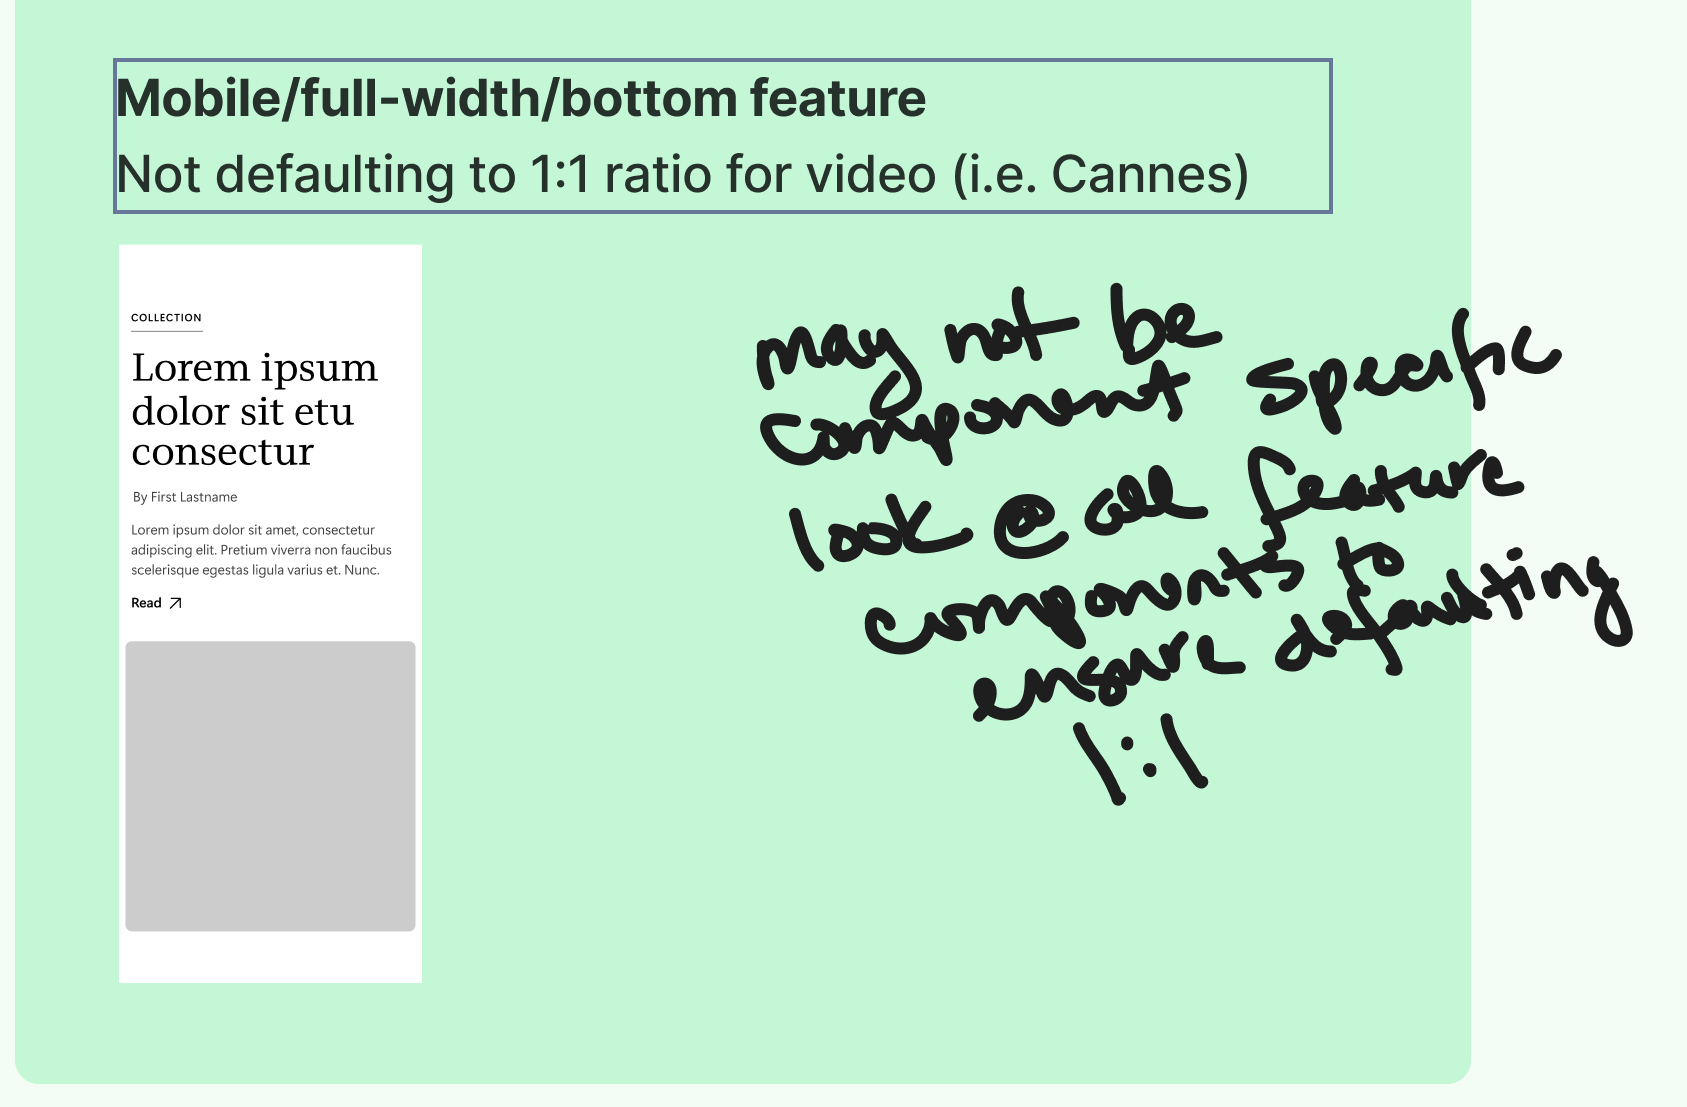 Mobile/full-width/bottom feature
Not defaulting to 1:1 ratio for video (i.e. Cannes)
COLLECTION
Lorem ipsum
dolor sit etu
consectur
By First Lastname
Lorem ipsum dolor sit amet, consectetur
adipiscing elit. Pretium viverra non faucibus
scelerisque egestas ligula varius et. Nunc.
Read
may not be
component specific
look @ all feature
components to
ensure defaulting
1:1